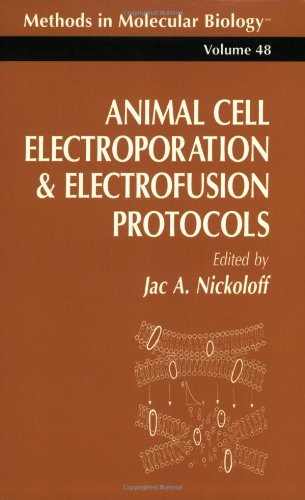 Methods in Molecular Biology™
Volume 48
ANIMAL CELL
ELECTROPORATION
& ELECTROFUSION
PROTOCOLS
Edited by
Jac A. Nickoloff